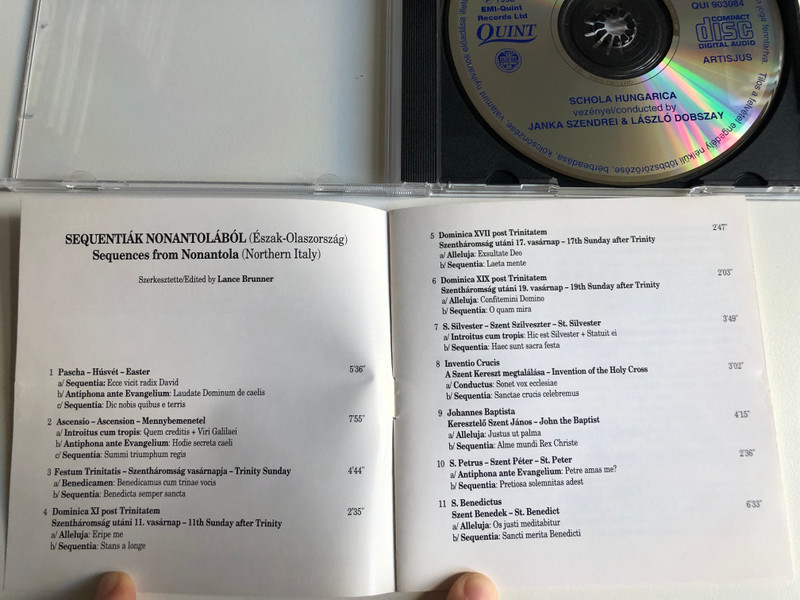 EMI-Quint
Records Ltd
QUINT
QUI 903084
COMPACT
disc
DIGITAL AUDIO
ARTISJUS
SCHOLA HUNGARICA
vezényel/conducted by
JANKA SZENDREI & LÁSZLÓ DOBSZAY
Tilos a felvétel engedély nélküli többszörözése, bérbeadása, kölcsönzése, valamint nyilvános előadása
SEQUENTIÁK NONANTOLÁBÓL (Észak-Olaszország)
Sequences from Nonantola (Northern Italy)
Szerkesztette/Edited by Lance Brunner
1 Pascha – Húsvét – Easter 5'36"
a/ Sequentia: Ecce vicit radix David
b/ Antiphona ante Evangelium: Laudate Dominum de caelis
c/ Sequentia: Dic nobis quibus e terris
2 Ascensio – Ascension – Mennybemenetel 7'55"
a/ Introitus cum tropis: Quem creditis + Viri Galilaei
b/ Antiphona ante Evangelium: Hodie secreta caeli
c/ Sequentia: Summi triumphum regis
3 Festum Trinitatis – Szentháromság vasárnapja – Trinity Sunday 4'44"
a/ Benedicamen: Benedicamus cum trinae vocis
b/ Sequentia: Benedicta semper sancta
4 Dominica XI post Trinitatem 2'35"
Szentháromság utáni 11. vasárnap – 11th Sunday after Trinity
a/ Alleluja: Eripe me
b/ Sequentia: Stans a longe
5 Dominica XVII post Trinitatem 2'47"
Szentháromság utáni 17. vasárnap – 17th Sunday after Trinity
a/ Alleluja: Exsultate Deo
b/ Sequentia: Laeta mente
6 Dominica XIX post Trinitatem 2'03"
Szentháromság utáni 19. vasárnap – 19th Sunday after Trinity
a/ Alleluja: Confitemini Domino
b/ Sequentia: O quam mira
7 S. Silvester – Szent Szilveszter – St. Silvester 3'49"
a/ Introitus cum tropis: Hic est Silvester + Statuit ei
b/ Sequentia: Haec sunt sacra festa
8 Inventio Crucis 3'02"
A Szent Kereszt megtalálása – Invention of the Holy Cross
a/ Conductus: Sonet vox ecclesiae
b/ Sequentia: Sanctae crucis celebremus
9 Johannes Baptista 4'15"
Keresztelő Szent János – John the Baptist
a/ Alleluja: Justus ut palma
b/ Sequentia: Alme mundi Rex Christe
10 S. Petrus – Szent Péter – St. Peter 2'36"
a/ Antiphona ante Evangelium: Petre amas me?
b/ Sequentia: Pretiosa solemnitas adest
11 S. Benedictus 6'33"
Szent Benedek – St. Benedict
a/ Alleluja: Os justi meditabitur
b/ Sequentia: Sancti merita Benedicti